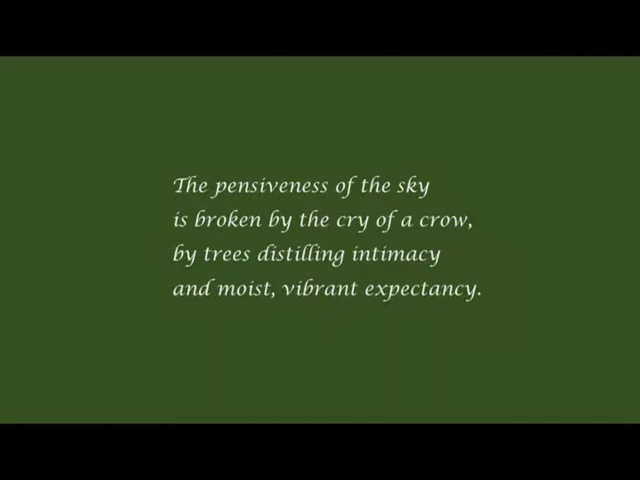 The pensiveness of the sky
is broken by the cry of a crow,
by trees distilling intimacy
and moist, vibrant expectancy.